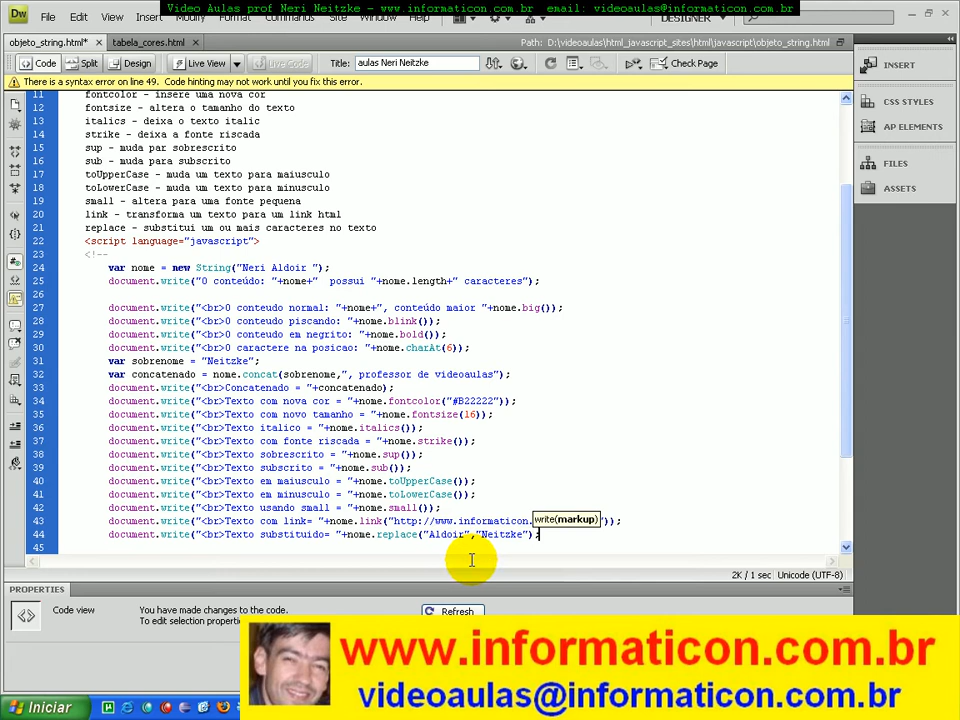 Video Aulas prof Neri Neitzke - www.informaticon.com.br email: videoaulas@informaticon.com.br
Dw File Edit View Insert Modify Format Commands Site Window Help DESIGNER
objeto_string.html* × tabela_cores.html × Path: D:\videoaulas\html_javascript_sites\html\javascript\objeto_string.html
Code Split Design Live View Live Code Title: aulas Neri Neitzke Check Page
There is a syntax error on line 49. Code hinting may not work until you fix this error.
INSERT
CSS STYLES
AP ELEMENTS
FILES
ASSETS
11 fontcolor - insere uma nova cor
12 fontsize - altera o tamanho do texto
13 italics - deixa o texto italic
14 strike - deixa a fonte riscada
15 sup - muda par sobrescrito
16 sub - muda para subscrito
17 toUpperCase - muda um texto para maiusculo
18 toLowerCase - muda um texto para minusculo
19 small - altera para uma fonte pequena
20 link - transforma um texto para um link html
21 replace - substitui um ou mais caracteres no texto
22 <script language="javascript">
23 <!--
24 var nome = new String("Neri Aldoir ");
25 document.write("O conteúdo: "+nome+" possui "+nome.length+" caracteres");
26
27 document.write("<br>O conteudo normal: "+nome+", conteúdo maior "+nome.big());
28 document.write("<br>O conteudo piscando: "+nome.blink());
29 document.write("<br>O conteudo em negrito: "+nome.bold());
30 document.write("<br>O caractere na posicao: "+nome.charAt(6));
31 var sobrenome = "Neitzke";
32 var concatenado = nome.concat(sobrenome,", professor de videoaulas");
33 document.write("<br>Concatenado = "+concatenado);
34 document.write("<br>Texto com nova cor = "+nome.fontcolor("#B22222"));
35 document.write("<br>Texto com novo tamanho = "+nome.fontsize(16));
36 document.write("<br>Texto italico = "+nome.italics());
37 document.write("<br>Texto com fonte riscada = "+nome.strike());
38 document.write("<br>Texto sobrescrito = "+nome.sup());
39 document.write("<br>Texto subscrito = "+nome.sub());
40 document.write("<br>Texto em maiusculo = "+nome.toUpperCase());
41 document.write("<br>Texto em minusculo = "+nome.toLowerCase());
42 document.write("<br>Texto usando small = "+nome.small());
43 document.write("<br>Texto com link= "+nome.link("http://www.informaticon. "));
write(markup)
44 document.write("<br>Texto substituido= "+nome.replace("Aldoir","Neitzke");
45
2K / 1 sec Unicode (UTF-8)
PROPERTIES
Code view You have made changes to the code. Refresh
To edit selection properti
www.informaticon.com.br
videoaulas@informaticon.com.br
Iniciar